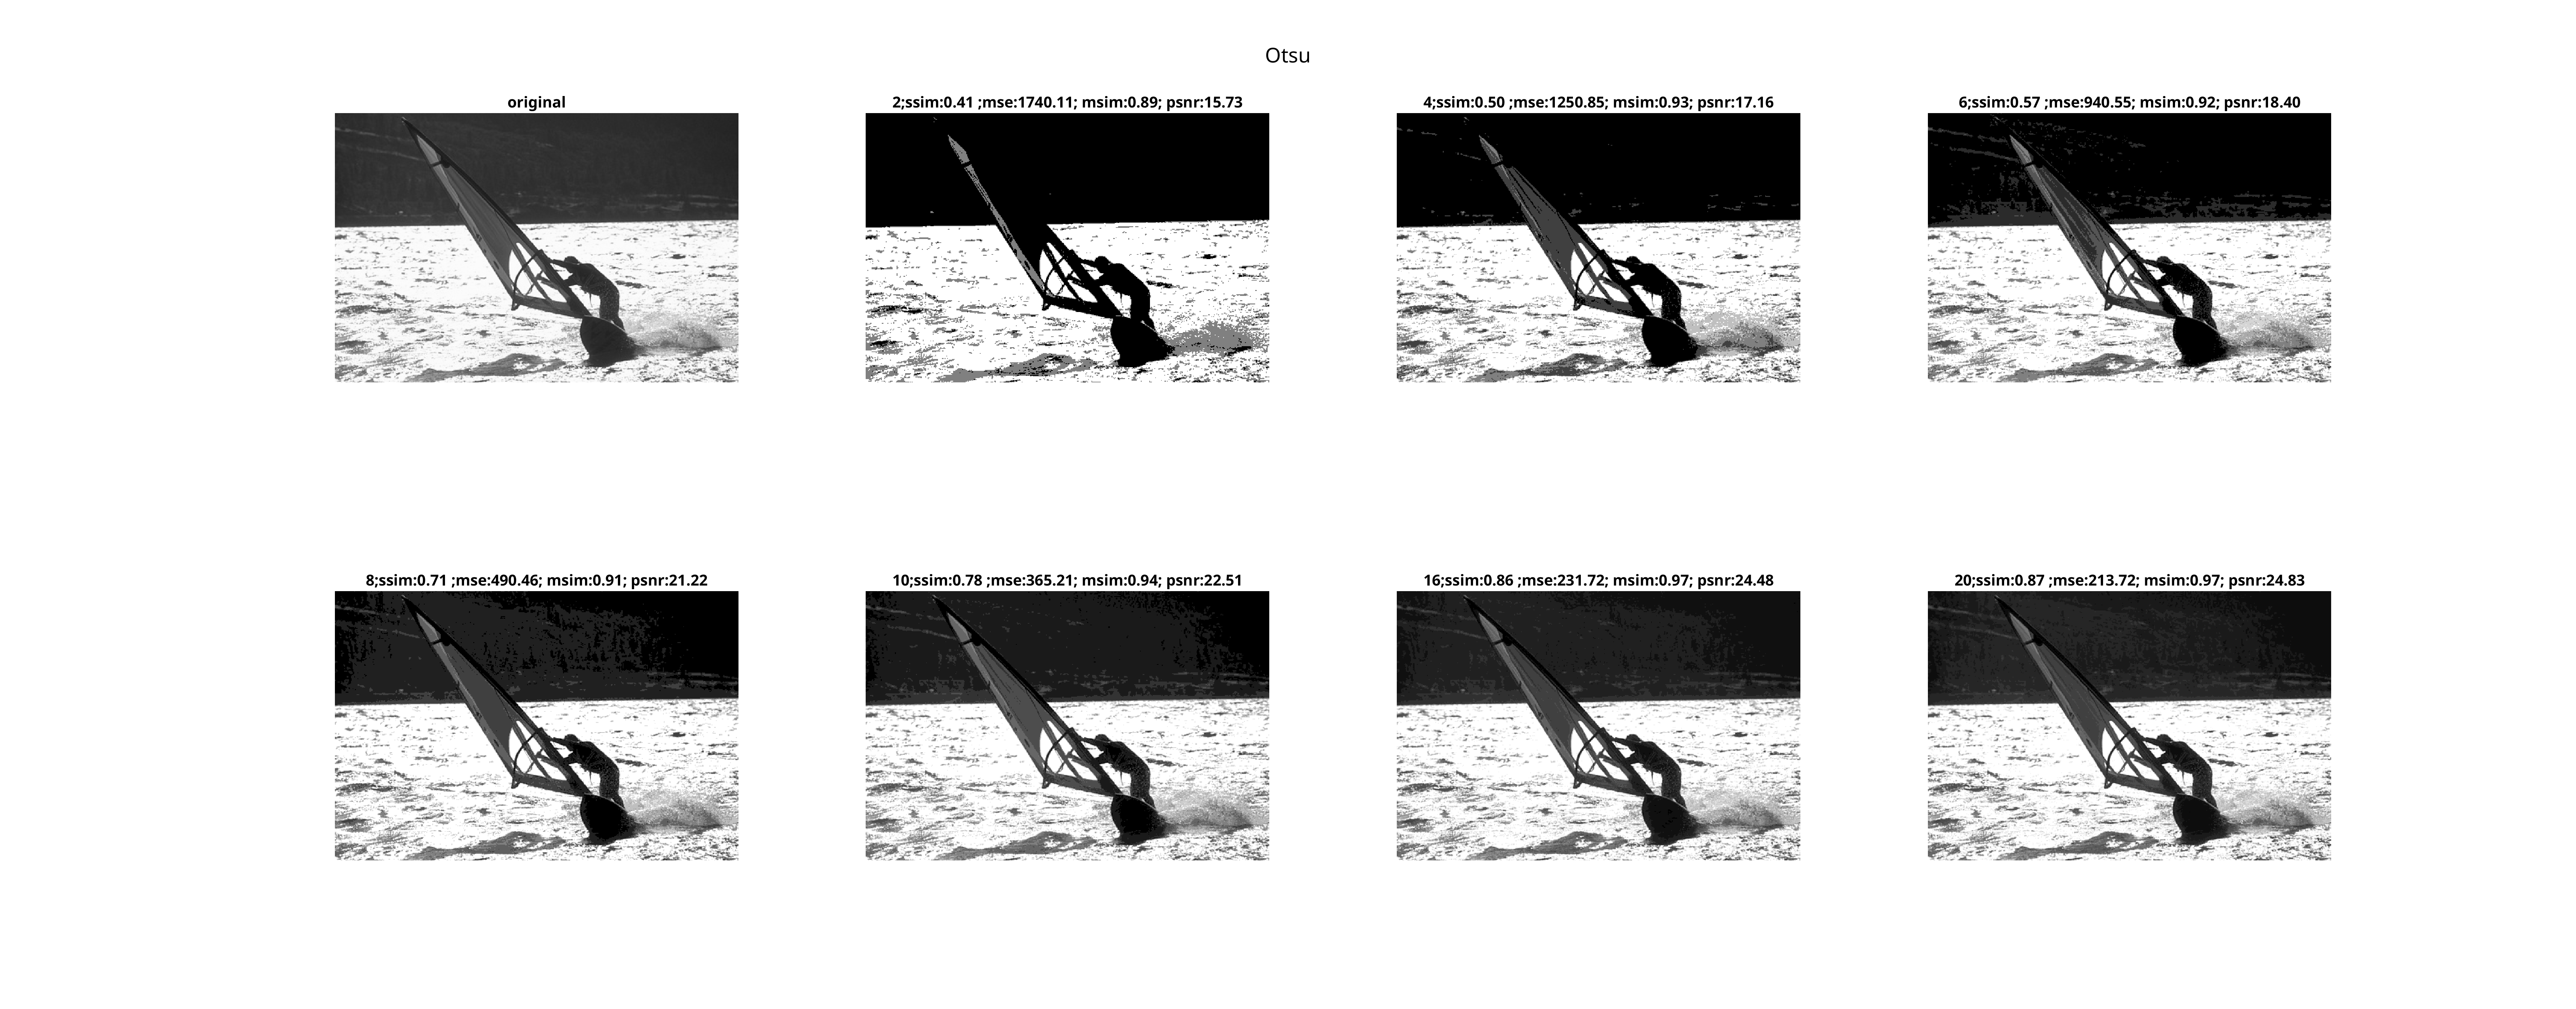 Otsu
original
2;ssim:0.41 ;mse:1740.11; msim:0.89; psnr:15.73
4;ssim:0.50 ;mse:1250.85; msim:0.93; psnr:17.16
6;ssim:0.57 ;mse:940.55; msim:0.92; psnr:18.40
8;ssim:0.71 ;mse:490.46; msim:0.91; psnr:21.22
10;ssim:0.78 ;mse:365.21; msim:0.94; psnr:22.51
16;ssim:0.86 ;mse:231.72; msim:0.97; psnr:24.48
20;ssim:0.87 ;mse:213.72; msim:0.97; psnr:24.83